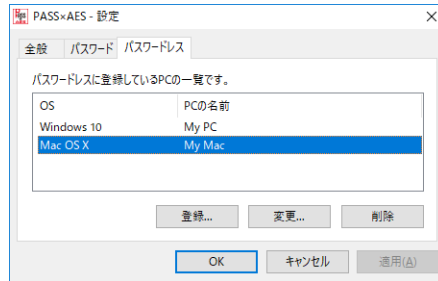 PASS×AES - 設定
全般 パスワード パスワードレス
パスワードレスに登録しているPCの一覧です。
OS PCの名前
Windows 10 My PC
Mac OS X My Mac
登録... 変更... 削除
OK キャンセル 適用(A)